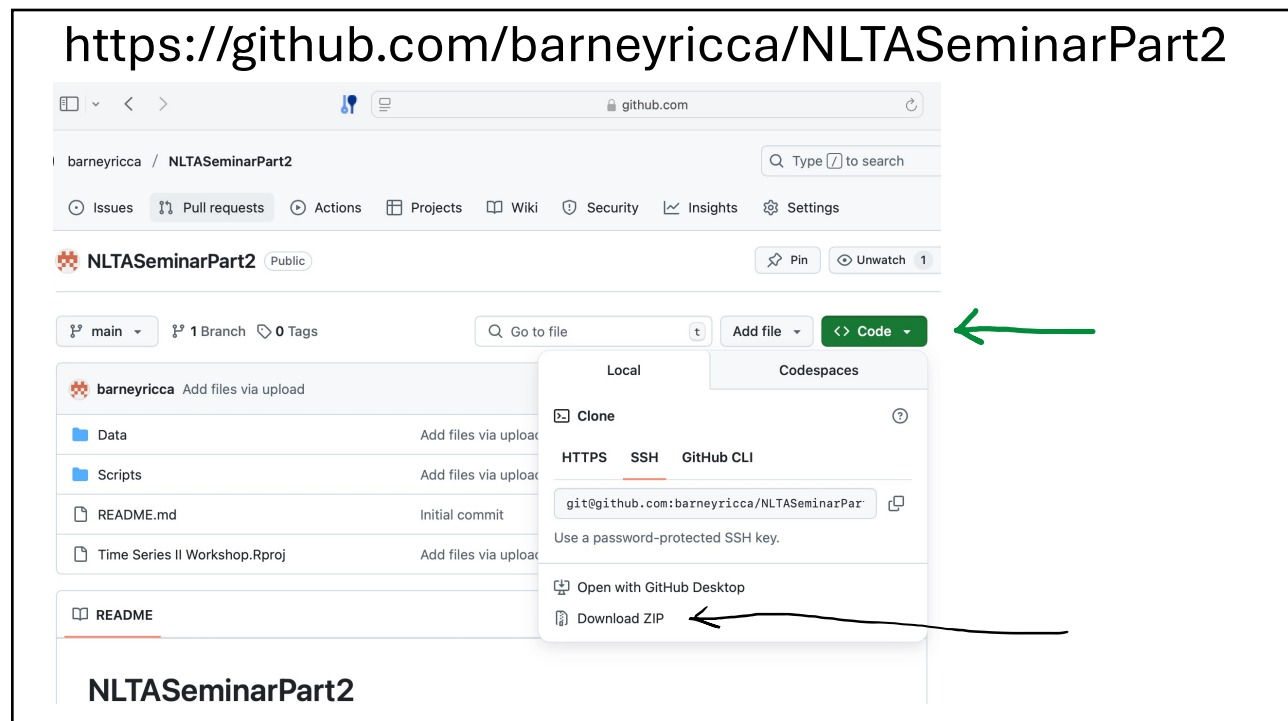 https://github.com/barneyricca/NLTASeminarPart2
github.com
barneyricca / NLTASeminarPart2
Type / to search
Issues Pull requests Actions Projects Wiki Security Insights Settings
NLTASeminarPart2 Public
Pin Unwatch 1
main 1 Branch 0 Tags
Go to file t
Add file <> Code
Local Codespaces
barneyricca Add files via upload
Clone
Data Add files via upload
HTTPS SSH GitHub CLI
Scripts Add files via upload
git@github.com:barneyricca/NLTASeminarPar
README.md Initial commit
Use a password-protected SSH key.
Time Series II Workshop.Rproj Add files via upload
Open with GitHub Desktop
Download ZIP
README
NLTASeminarPart2